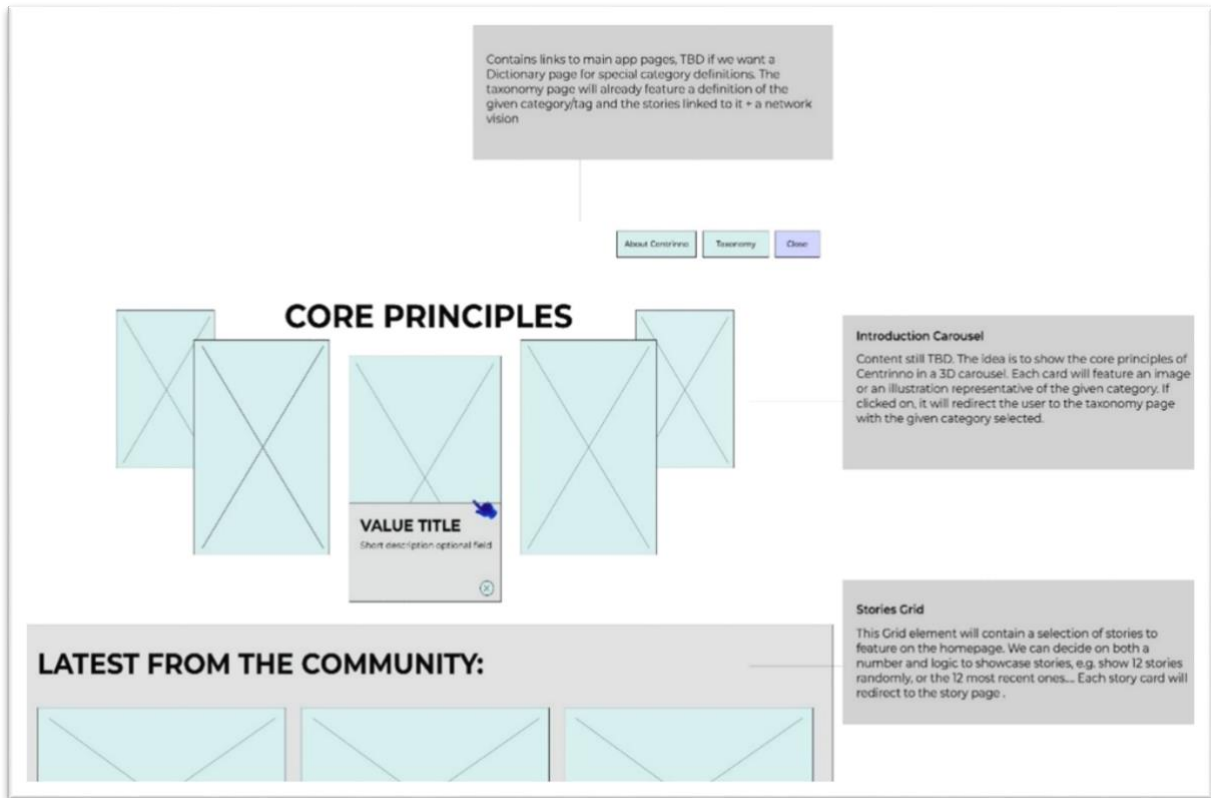 Contains links to main app pages, TBD if we want a
Dictionary page for special category definitions. The
taxonomy page will already feature a definition of the
given category/tag and the stories linked to it + a network
vision
About Centrinno
Taxonomy
Close
CORE PRINCIPLES
Introduction Carousel
Content still TBD. The idea is to show the core principles of
Centrinno in a 3D carousel. Each card will feature an image
or an illustration representative of the given category. If
clicked on, it will redirect the user to the taxonomy page
with the given category selected.
VALUE TITLE
Short description optional field
Stories Grid
This Grid element will contain a selection of stories to
feature on the homepage. We can decide on both a
number and logic to showcase stories, e.g. show 12 stories
randomly, or the 12 most recent ones.... Each story card will
redirect to the story page .
LATEST FROM THE COMMUNITY: